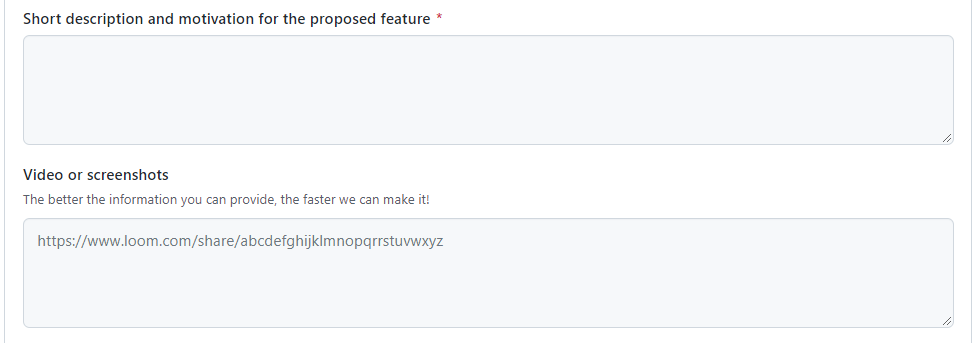 Short description and motivation for the proposed feature *
Video or screenshots
The better the information you can provide, the faster we can make it!
https://www.loom.com/share/abcdefghijklmnopqrrstuvwxyz